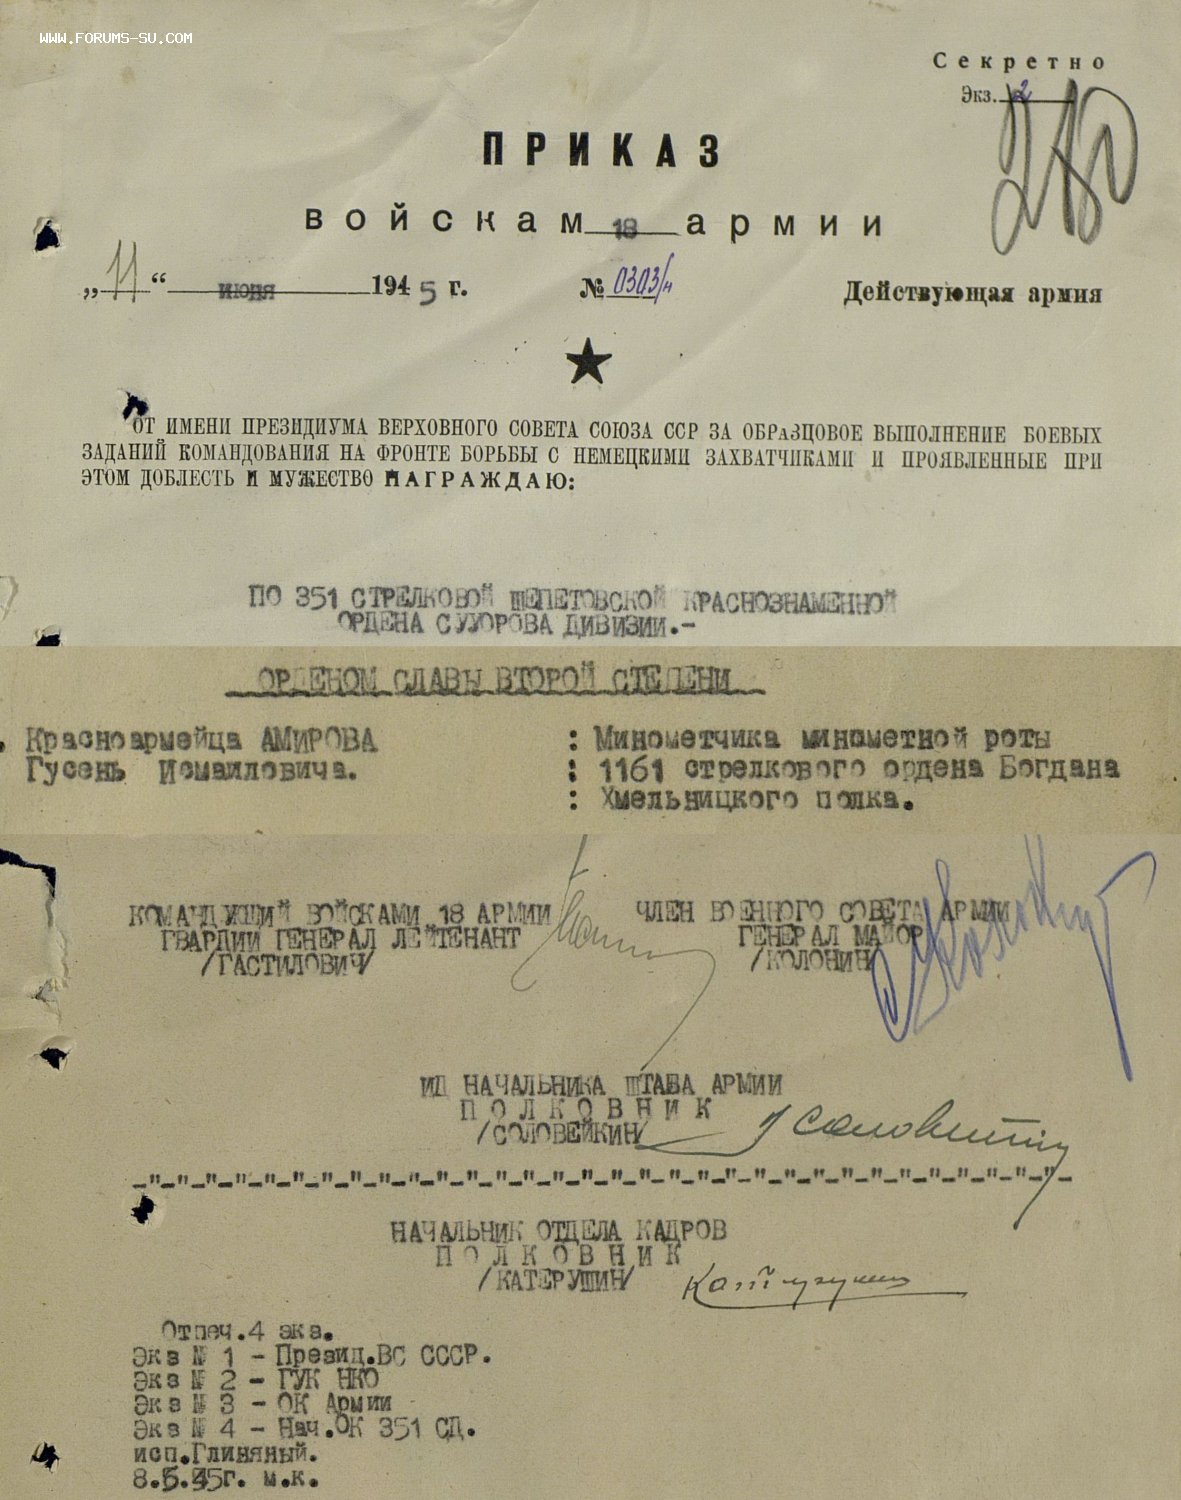 WWW.FORUMS-SU.COM
Секретно
Экз. 2
280
ПРИКАЗ
войскам 18 армии
„11“ июня 1945 г. № 0303/н Действующая армия
ОТ ИМЕНИ ПРЕЗИДИУМА ВЕРХОВНОГО СОВЕТА СОЮЗА ССР ЗА ОБРАЗЦОВОЕ ВЫПОЛНЕНИЕ БОЕВЫХ
ЗАДАНИЙ КОМАНДОВАНИЯ НА ФРОНТЕ БОРЬБЫ С НЕМЕЦКИМИ ЗАХВАТЧИКАМИ И ПРОЯВЛЕННЫЕ ПРИ
ЭТОМ ДОБЛЕСТЬ И МУЖЕСТВО НАГРАЖДАЮ:
ПО 351 СТРЕЛКОВОЙ ШЕПЕТОВСКОЙ КРАСНОЗНАМЕННОЙ
ОРДЕНА СУВОРОВА ДИВИЗИИ.-
ОРДЕНОМ СЛАВЫ ВТОРОЙ СТЕПЕНИ
Красноармейца АМИРОВА : Минометчика минометной роты
Гусень Исмаиловича. : 1161 стрелкового ордена Богдана
: Хмельницкого полка.
КОМАНДУЮЩИЙ ВОЙСКАМИ 18 АРМИИ ЧЛЕН ВОЕННОГО СОВЕТА АРМИИ
ГВАРДИИ ГЕНЕРАЛ ЛЕЙТЕНАНТ ГЕНЕРАЛ МАЙОР
/ГАСТИЛОВИЧ/ /КОЛОНИН/
ИД НАЧАЛЬНИКА ШТАБА АРМИИ
ПОЛКОВНИК
/СОЛОВЕЙКИН/
-"-"-"-"-"-"-"-"-"-"-"-"-"-"-"-"-"-"-"-"-"-"-"-"-"-"-"-"-"-"-"-
НАЧАЛЬНИК ОТДЕЛА КАДРОВ
ПОЛКОВНИК
/КАТЕРУШИН/
Отпеч.4 экз.
Экз № 1 - Презид.ВС СССР.
Экз № 2 - ГУК НКО
Экз № 3 - ОК Армии
Экз № 4 - Нач.ОК 351 СД.
исп.Глиняный.
8.5.45г. м.к.